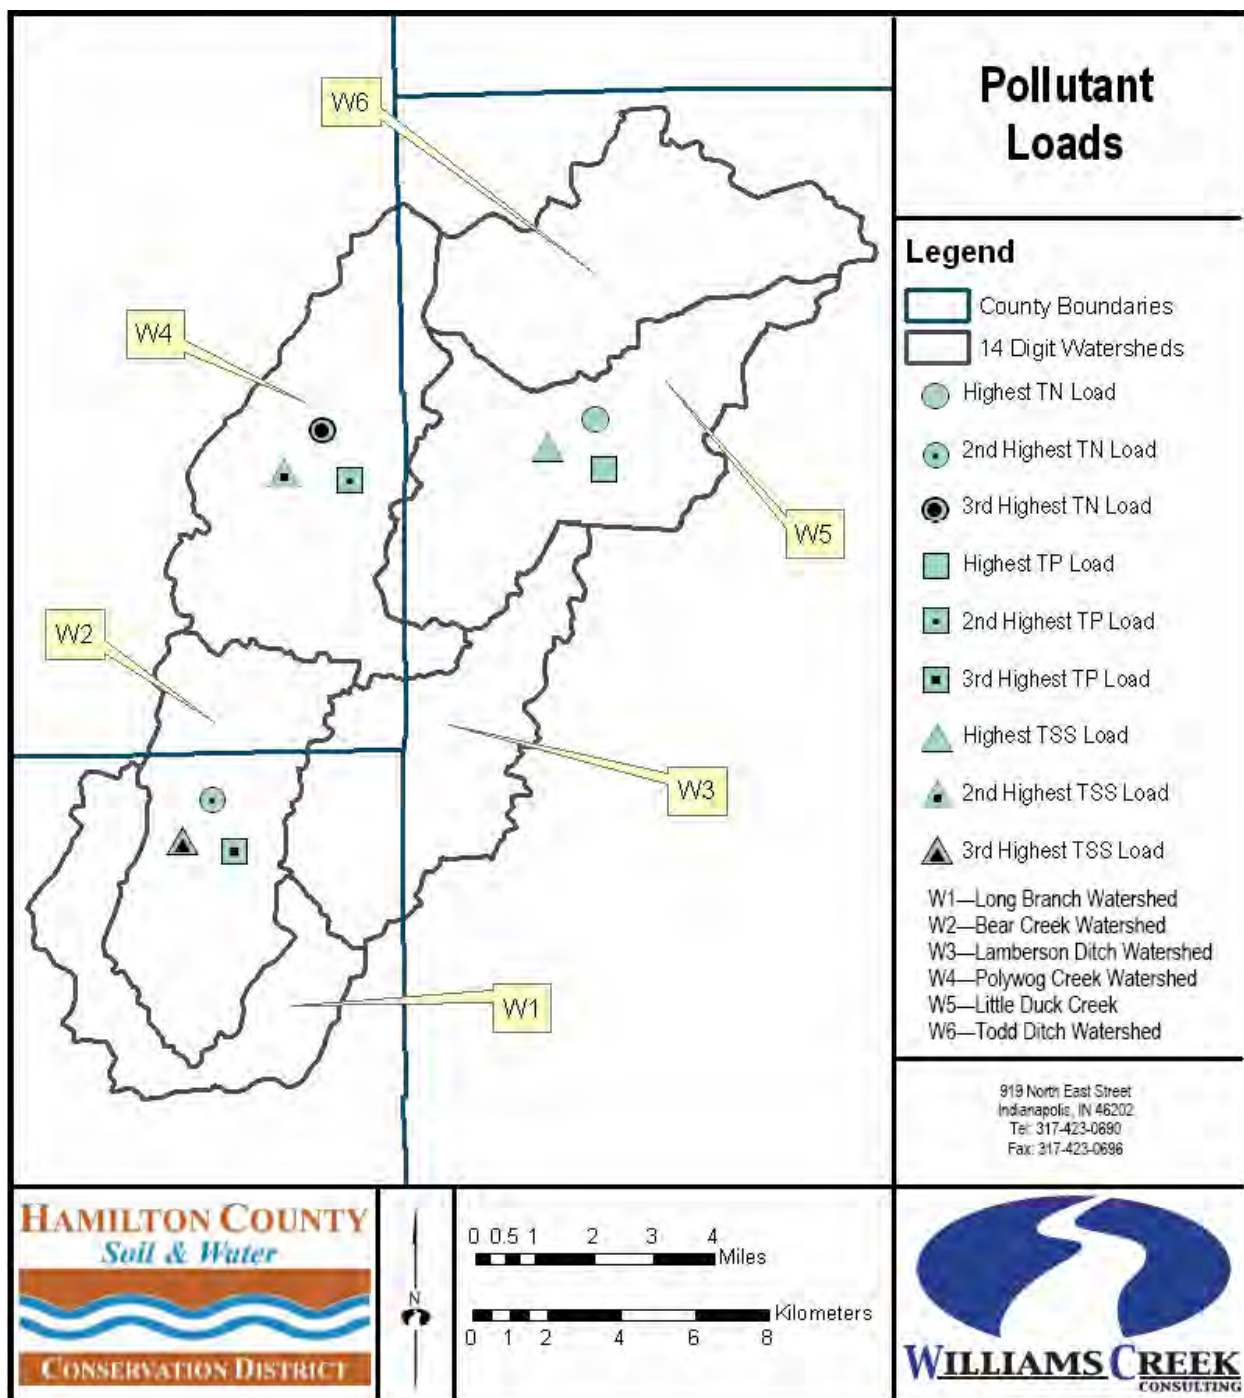 Pollutant
Loads
Legend
County Boundaries
14 Digit Watersheds
Highest TN Load
2nd Highest TN Load
3rd Highest TN Load
Highest TP Load
2nd Highest TP Load
3rd Highest TP Load
Highest TSS Load
2nd Highest TSS Load
3rd Highest TSS Load
W1—Long Branch Watershed
W2—Bear Creek Watershed
W3—Lamberson Ditch Watershed
W4—Polywog Creek Watershed
W5—Little Duck Creek
W6—Todd Ditch Watershed
919 North East Street
Indianapolis, IN 46202
Tel: 317-423-0690
Fax: 317-423-0696
W6
W4
W5
W2
W3
W1
HAMILTON COUNTY
Soil & Water
CONSERVATION DISTRICT
N
0 0.5 1 2 3 4
Miles
Kilometers
0 1 2 4 6 8
WILLIAMS CREEK
CONSULTING